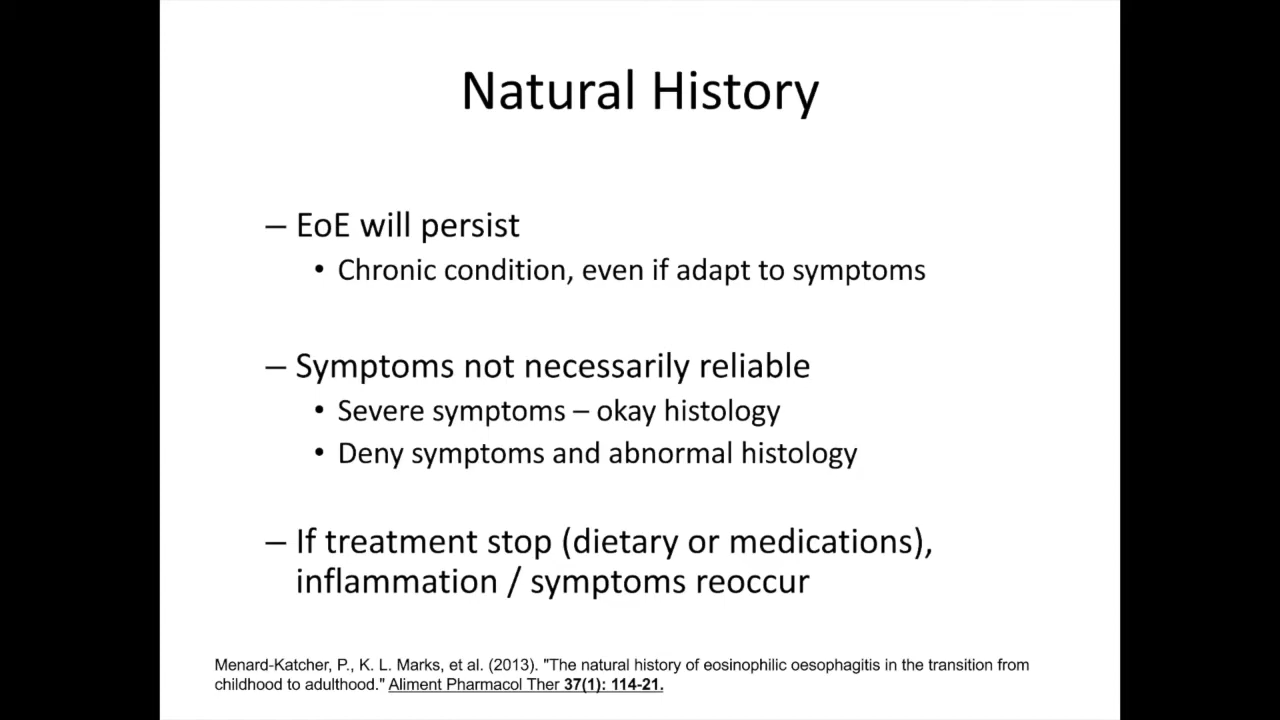 Natural History
– EoE will persist
• Chronic condition, even if adapt to symptoms
– Symptoms not necessarily reliable
• Severe symptoms – okay histology
• Deny symptoms and abnormal histology
– If treatment stop (dietary or medications),
inflammation / symptoms reoccur
Menard-Katcher, P., K. L. Marks, et al. (2013). "The natural history of eosinophilic oesophagitis in the transition from
childhood to adulthood." Aliment Pharmacol Ther 37(1): 114-21.